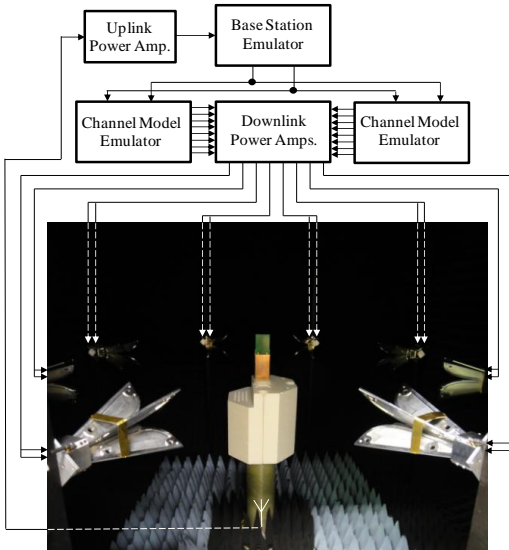 Uplink
Power Amp.
Base Station
Emulator
Channel Model
Emulator
Downlink
Power Amps.
Channel Model
Emulator